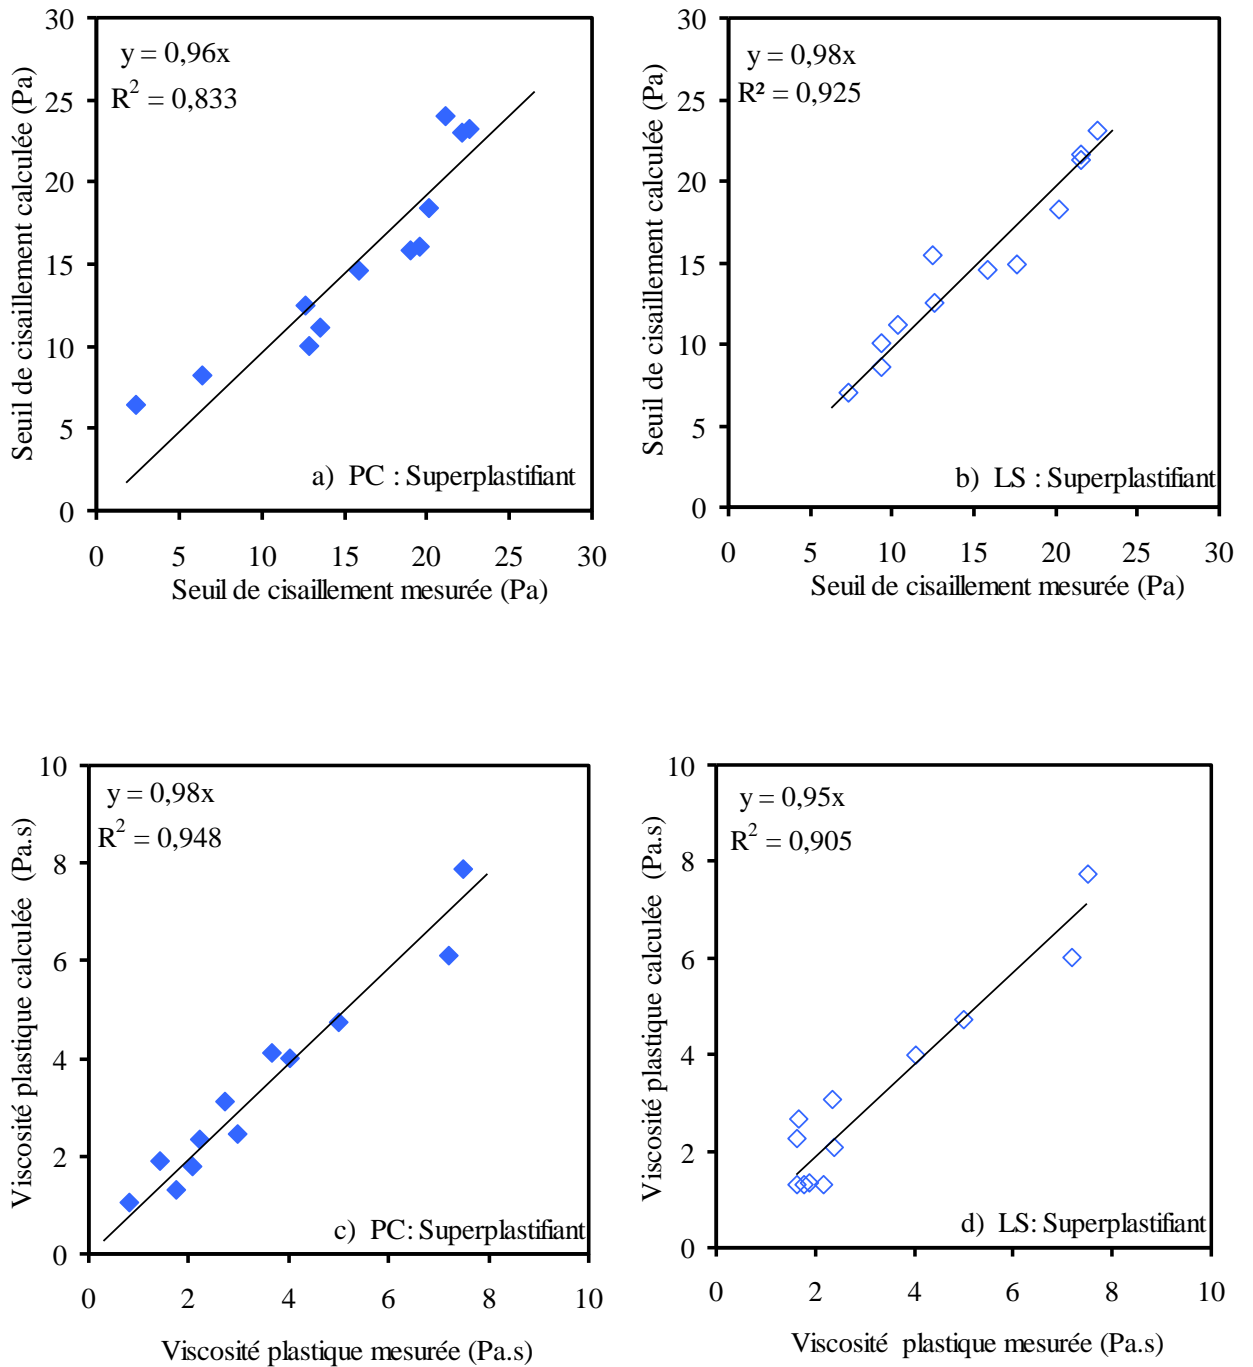 y = 0,96x
R² = 0,833
Seuil de cisaillement calculée (Pa)
30
25
20
15
10
5
0
a) PC : Superplastifiant
0 5 10 15 20 25 30
Seuil de cisaillement mesurée (Pa)
y = 0,98x
R² = 0,925
Seuil de cisaillement calculée (Pa)
30
25
20
15
10
5
0
b) LS : Superplastifiant
0 5 10 15 20 25 30
Seuil de cisaillement mesurée (Pa)
y = 0,98x
R² = 0,948
Viscosité plastique calculée (Pa.s)
10
8
6
4
2
0
c) PC: Superplastifiant
0 2 4 6 8 10
Viscosité plastique mesurée (Pa.s)
y = 0,95x
R² = 0,905
Viscosité plastique calculée (Pa.s)
10
8
6
4
2
0
d) LS: Superplastifiant
0 2 4 6 8 10
Viscosité plastique mesurée (Pa.s)